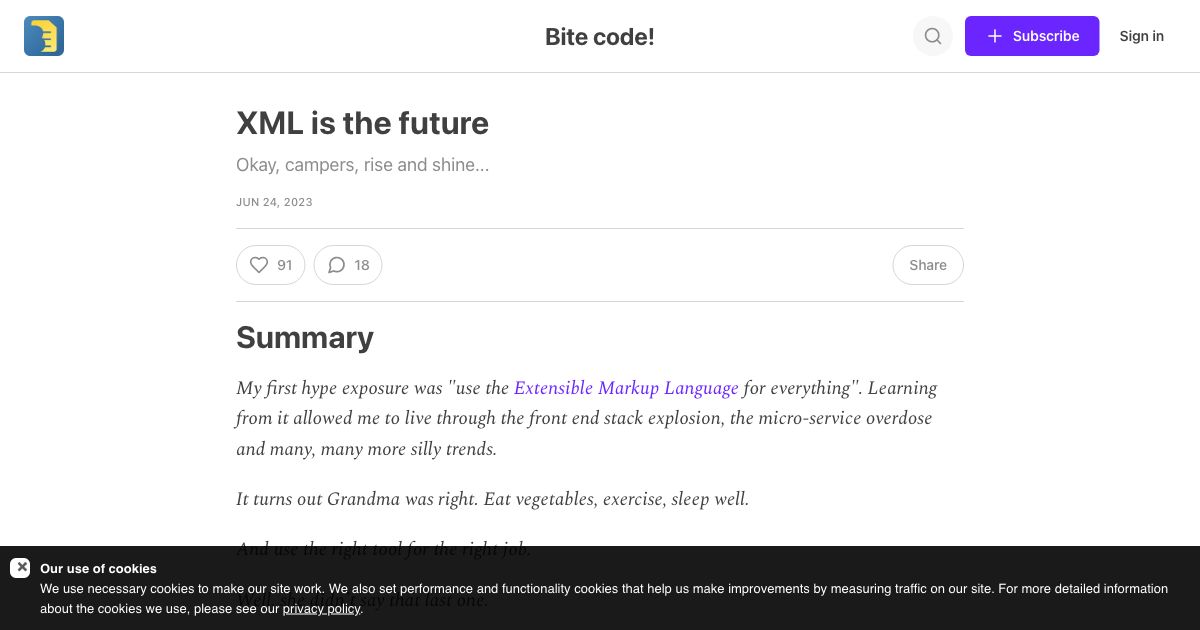 Bite code!
Subscribe
Sign in
XML is the future
Okay, campers, rise and shine...
JUN 24, 2023
91
18
Share
Summary
My first hype exposure was "use the Extensible Markup Language for everything". Learning
from it allowed me to live through the front end stack explosion, the micro-service overdose
and many, many more silly trends.
It turns out Grandma was right. Eat vegetables, exercise, sleep well.
And use the right tool for the right job.
Our use of cookies
We use necessary cookies to make our site work. We also set performance and functionality cookies that help us make improvements by measuring traffic on our site. For more detailed information
about the cookies we use, please see our privacy policy.
Well, she didn't say that last one.